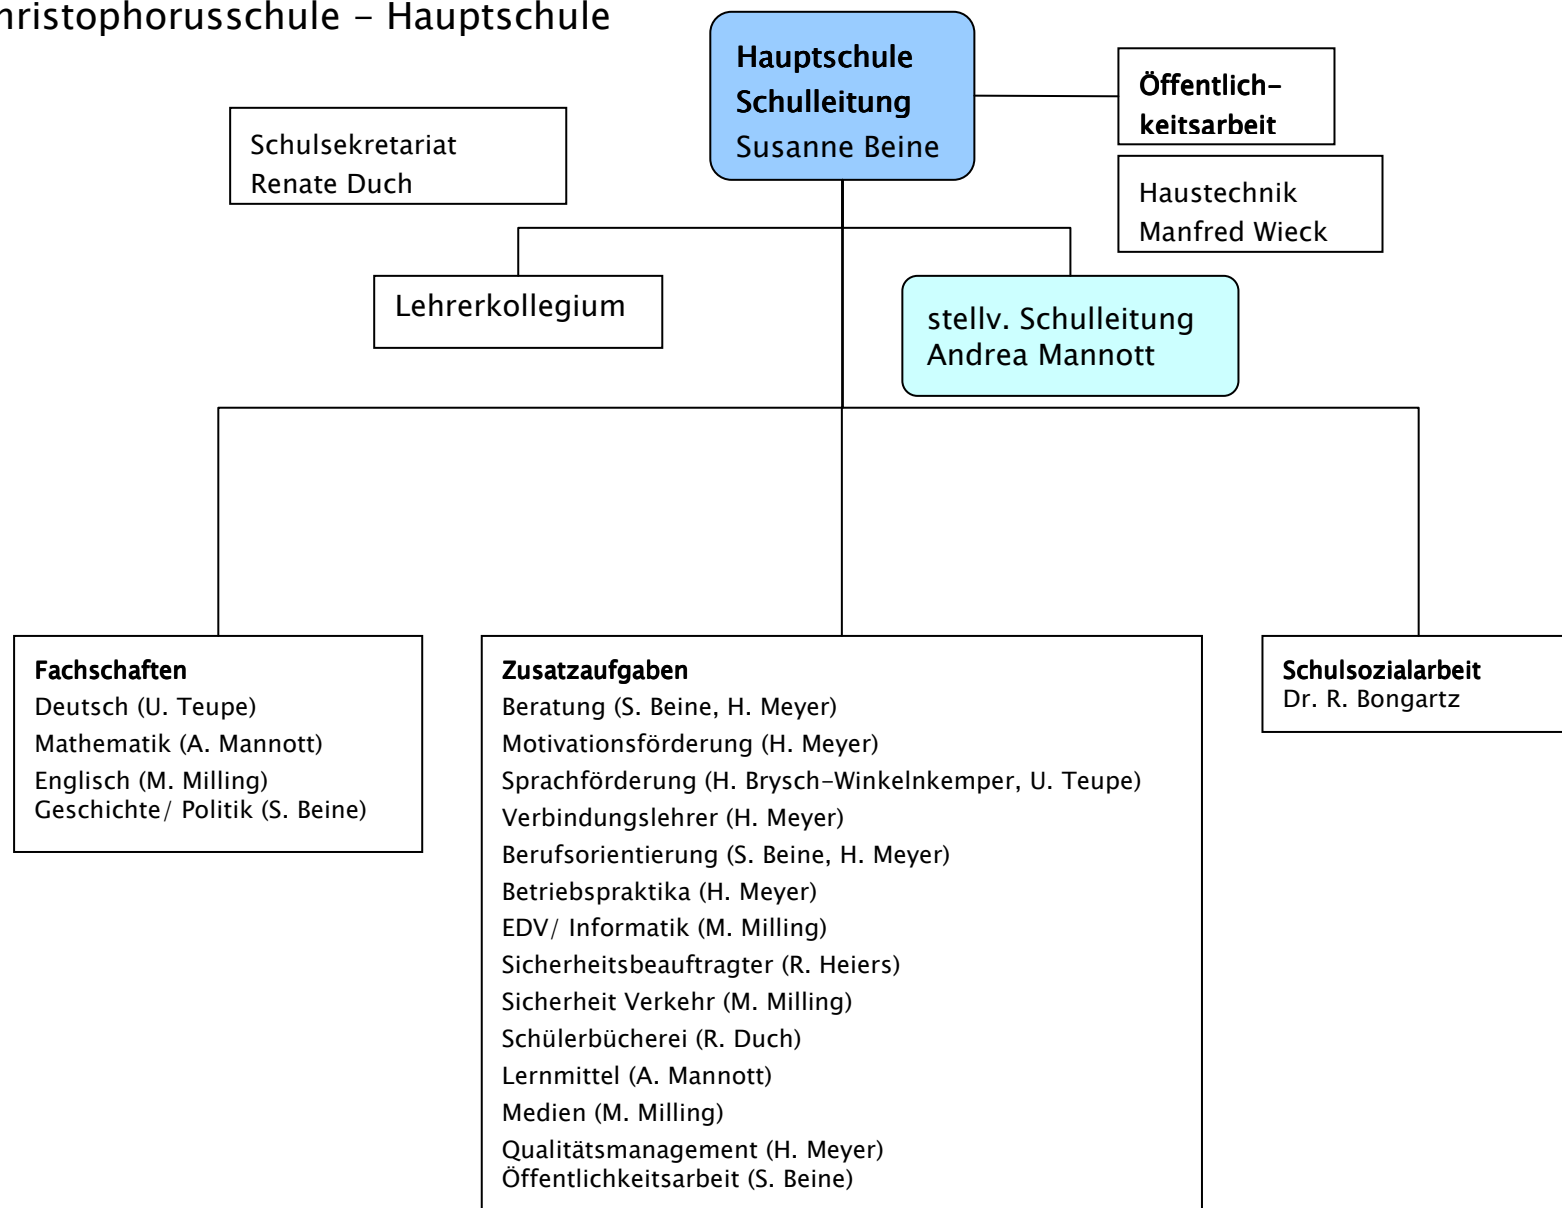 hristophorusschule – Hauptschule
Hauptschule
Schulleitung
Susanne Beine
Öffentlich-
keitsarbeit
Schulsekretariat
Renate Duch
Haustechnik
Manfred Wieck
Lehrerkollegium
stellv. Schulleitung
Andrea Mannott
Fachschaften
Deutsch (U. Teupe)
Mathematik (A. Mannott)
Englisch (M. Milling)
Geschichte/ Politik (S. Beine)
Zusatzaufgaben
Beratung (S. Beine, H. Meyer)
Motivationsförderung (H. Meyer)
Sprachförderung (H. Brysch-Winkelnkemper, U. Teupe)
Verbindungslehrer (H. Meyer)
Berufsorientierung (S. Beine, H. Meyer)
Betriebspraktika (H. Meyer)
EDV/ Informatik (M. Milling)
Sicherheitsbeauftragter (R. Heiers)
Sicherheit Verkehr (M. Milling)
Schülerbücherei (R. Duch)
Lernmittel (A. Mannott)
Medien (M. Milling)
Qualitätsmanagement (H. Meyer)
Öffentlichkeitsarbeit (S. Beine)
Schulsozialarbeit
Dr. R. Bongartz